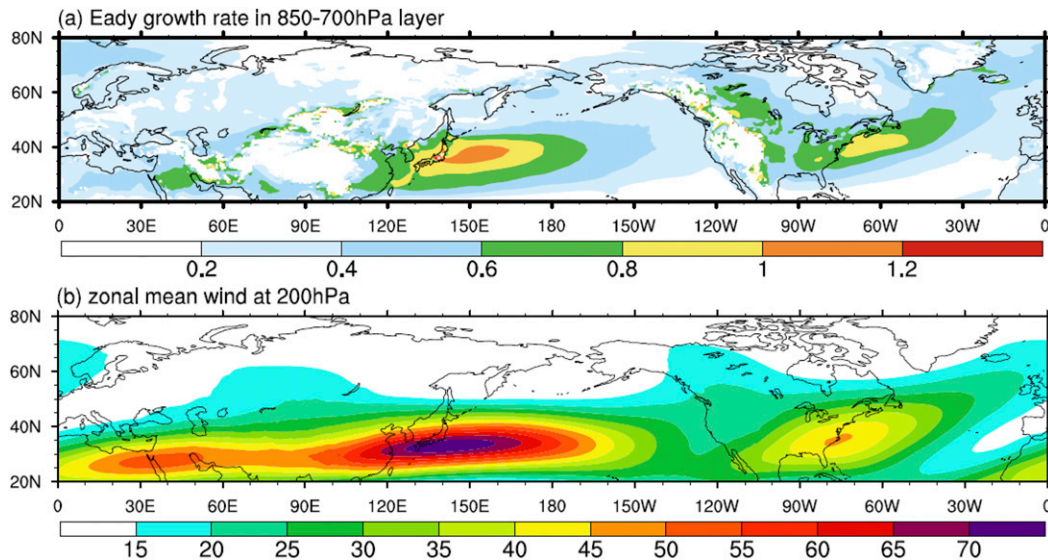 (a) Eady growth rate in 850-700hPa layer
80N
60N
40N
20N
0 30E 60E 90E 120E 150E 180 150W 120W 90W 60W 30W 0
0.2 0.4 0.6 0.8 1 1.2
(b) zonal mean wind at 200hPa
80N
60N
40N
20N
0 30E 60E 90E 120E 150E 180 150W 120W 90W 60W 30W 0
15 20 25 30 35 40 45 50 55 60 65 70